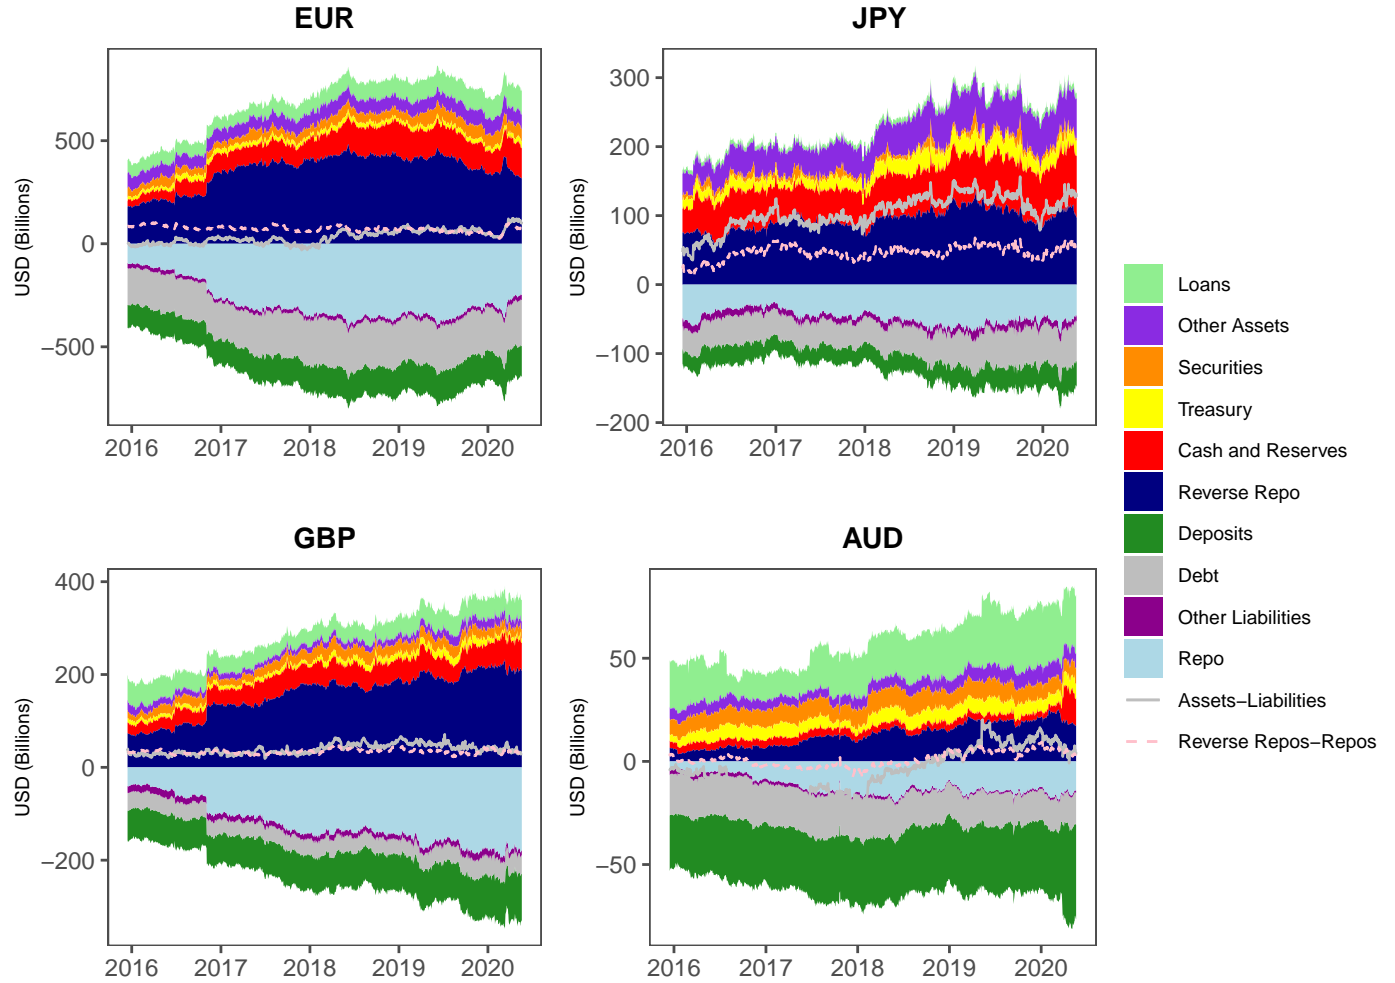 EUR
JPY
USD (Billions)
500
0
−500
2016 2017 2018 2019 2020
USD (Billions)
300
200
100
0
−100
−200
2016 2017 2018 2019 2020
GBP
AUD
USD (Billions)
400
200
0
−200
2016 2017 2018 2019 2020
USD (Billions)
50
0
−50
2016 2017 2018 2019 2020
Loans
Other Assets
Securities
Treasury
Cash and Reserves
Reverse Repo
Deposits
Debt
Other Liabilities
Repo
Assets−Liabilities
Reverse Repos−Repos